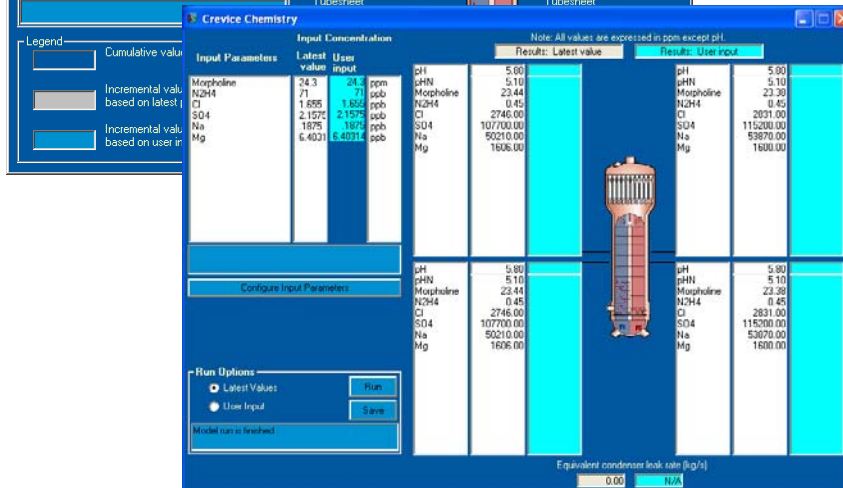 Tubesheet
Tubesheet
Legend
Cumulative value
Incremental valu
based on latest
Incremental valu
based on user in
Crevice Chemistry
Input Concentration
Input Parameters
Latest value
User input
Morpholine 24.3 24.3 ppm
N2H4 71 71 ppb
Cl 1.655 1.655 ppb
SO4 2.1575 2.1575 ppb
Na .1875 .1875 ppb
Mg 6.4031 6.40314 ppb
Configure Input Parameters
Run Options
Latest Values
Run
User Input
Save
Model run is finished
Note: All values are expressed in ppm except pH.
Results: Latest value
Results: User input
pH 5.80
pHN 5.10
Morpholine 23.44
N2H4 0.45
Cl 2746.00
SO4 107700.00
Na 50210.00
Mg 1606.00
pH 5.80
pHN 5.10
Morpholine 23.38
N2H4 0.45
Cl 2831.00
SO4 115200.00
Na 53870.00
Mg 1600.00
pH 5.80
pHN 5.10
Morpholine 23.44
N2H4 0.45
Cl 2746.00
SO4 107700.00
Na 50210.00
Mg 1606.00
pH 5.80
pHN 5.10
Morpholine 23.38
N2H4 0.45
Cl 2831.00
SO4 115200.00
Na 53870.00
Mg 1600.00
Equivalent condenser leak rate (kg/s)
0.00 N/A